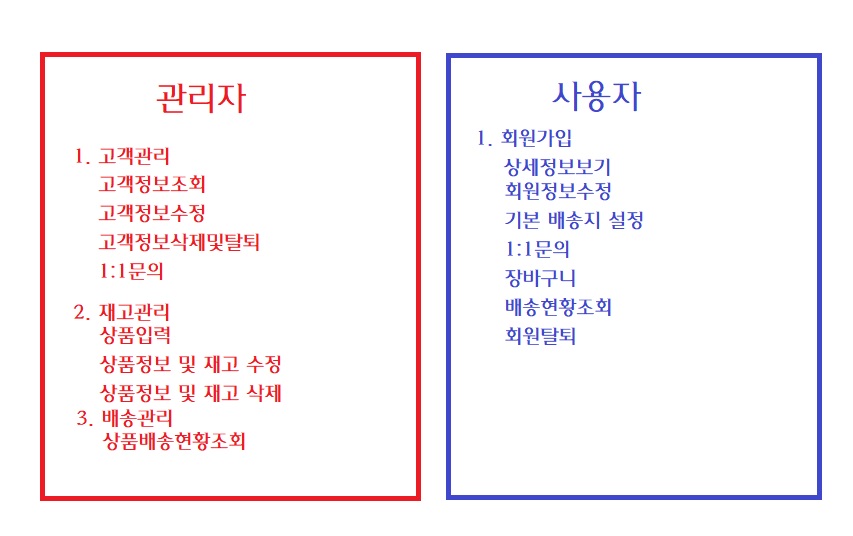 관리자
1. 고객관리
고객정보조회
고객정보수정
고객정보삭제및탈퇴
1:1문의
2. 재고관리
상품입력
상품정보 및 재고 수정
상품정보 및 재고 삭제
3. 배송관리
상품배송현황조회
사용자
1. 회원가입
상세정보보기
회원정보수정
기본 배송지 설정
1:1문의
장바구니
배송현황조회
회원탈퇴